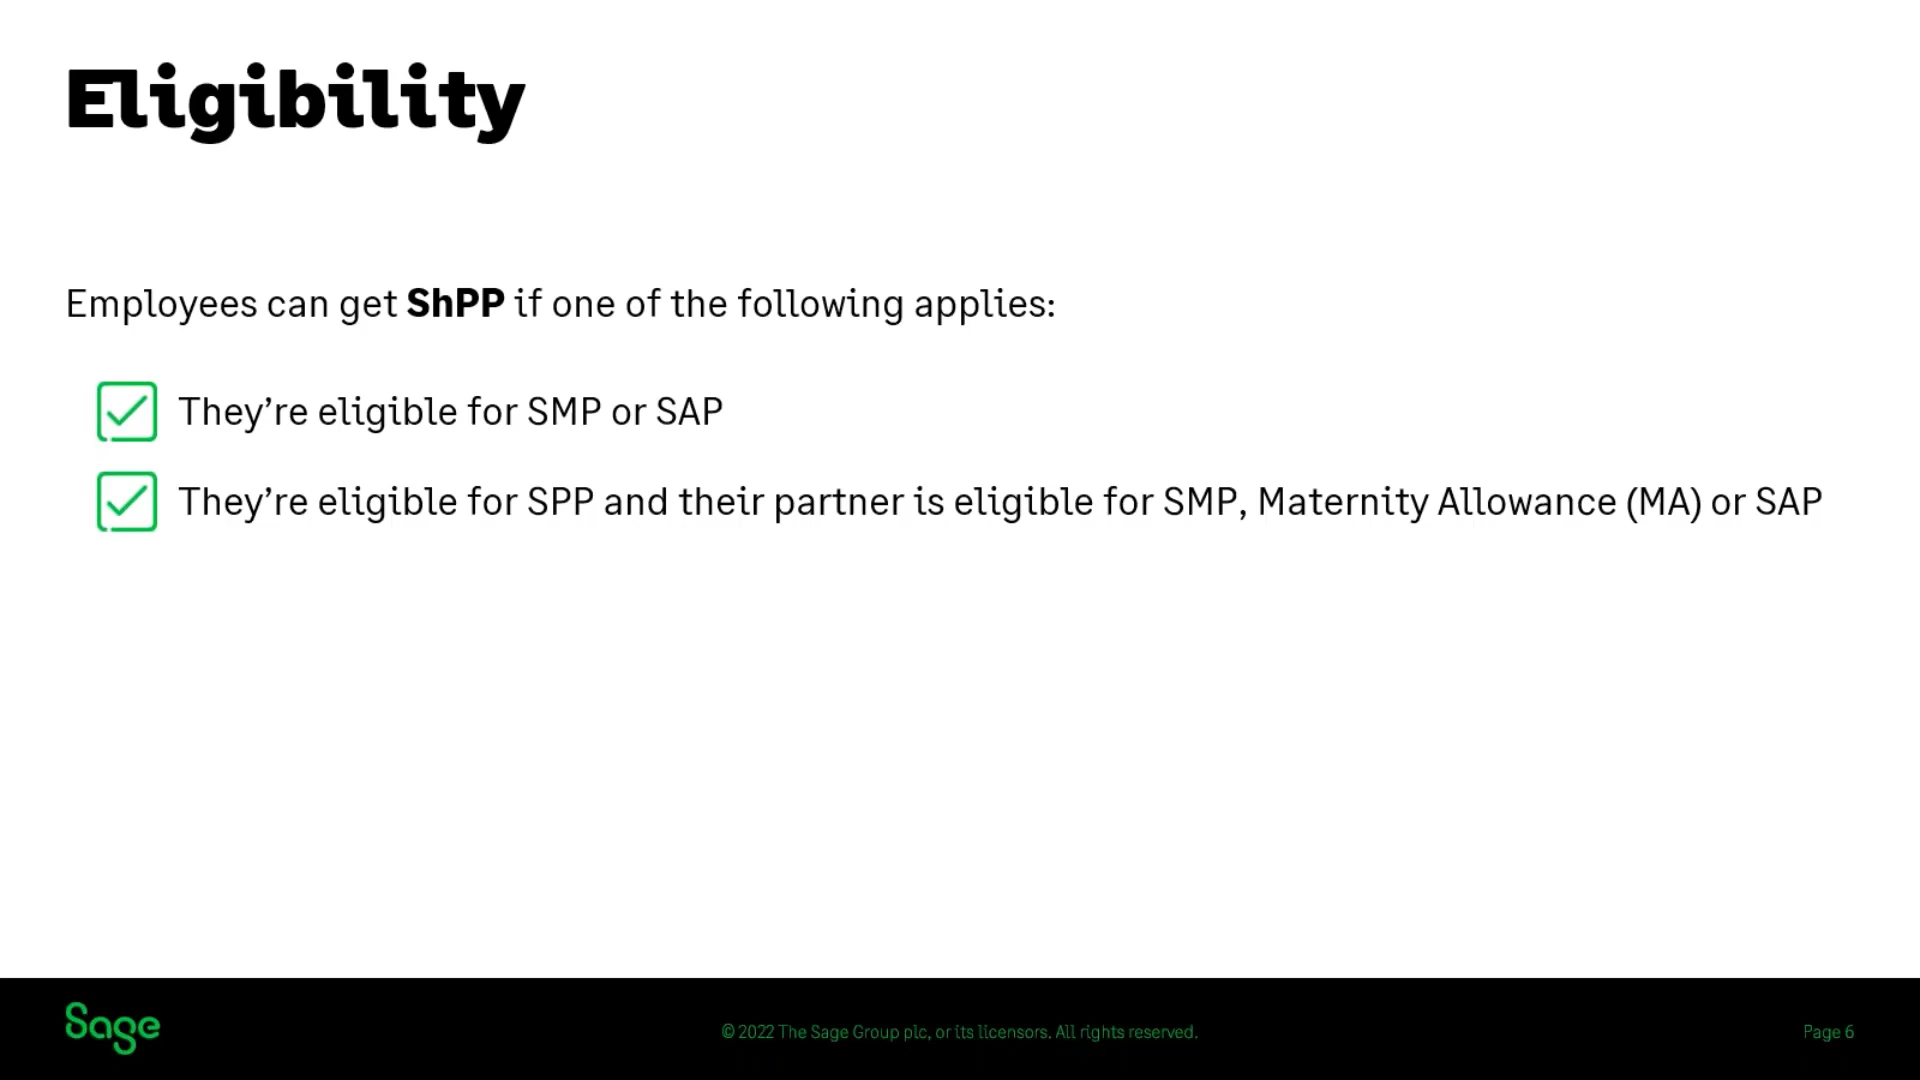 Eligibility
Employees can get ShPP if one of the following applies:
They’re eligible for SMP or SAP
They’re eligible for SPP and their partner is eligible for SMP, Maternity Allowance (MA) or SAP
Sage
© 2022 The Sage Group plc, or its licensors. All rights reserved.
Page 6